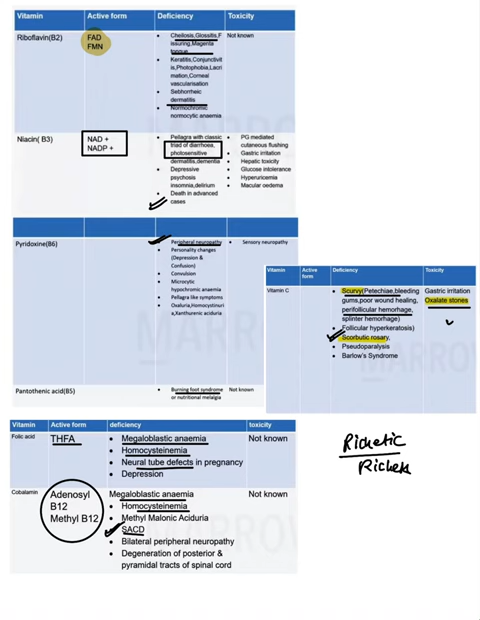 Vitamin Active form Deficiency Toxicity
Riboflavin(B2)
FAD
FMN
• Cheilosis,Glossitis,F
issuring,Magenta
tongue
• Keratitis,Conjunctivit
is,Photophobia,Lacri
mation,Corneal
vascularisation
• Sebhorrheic
dermatitis
• Normochromic
normocytic anaemia
Not known
Niacin( B3)
NAD +
NADP +
• Pellagra with classic
triad of diarrhoea,
photosensitive
dermatitis,dementia
• Depressive
psychosis
insomnia,delirium
• Death in advanced
cases
• PG mediated
cutaneous flushing
• Gastric irritation
• Hepatic toxicity
• Glucose intolerance
• Hyperuricemia
• Macular oedema
Pyridoxine(B6)
• Peripheral neuropathy
• Personality changes
(Depression &
Confusion)
• Convulsion
• Microcytic
hypochromic anaemia
• Pellagra like symptoms
• Oxaluria,Homocystinuri
a,Xanthurenic aciduria
• Sensory neuropathy
Pantothenic acid(B5)
• Burning foot syndrome
or nutritional melalgia
Not known
MARROW
Vitamin Active form Deficiency Toxicity
Vitamin C
• Scurvy(Petechiae,bleeding
gums,poor wound healing,
perifollicular hemorrhage,
splinter hemorrhage)
• Follicular hyperkeratosis)
• Scorbutic rosary,
• Pseudoparalysis
• Barlow's Syndrome
Gastric irritation
Oxalate stones
MARROW
Vitamin Active form deficiency toxicity
Folic acid
THFA
• Megaloblastic anaemia
• Homocysteinemia
• Neural tube defects in pregnancy
• Depression
Not known
Cobalamin
Adenosyl
B12
Methyl B12
Megaloblastic anaemia
• Homocysteinemia
• Methyl Malonic Aciduria
• SACD
• Bilateral peripheral neuropathy
• Degeneration of posterior &
pyramidal tracts of spinal cord
Not known
MARROW
Ricketic
Rickets